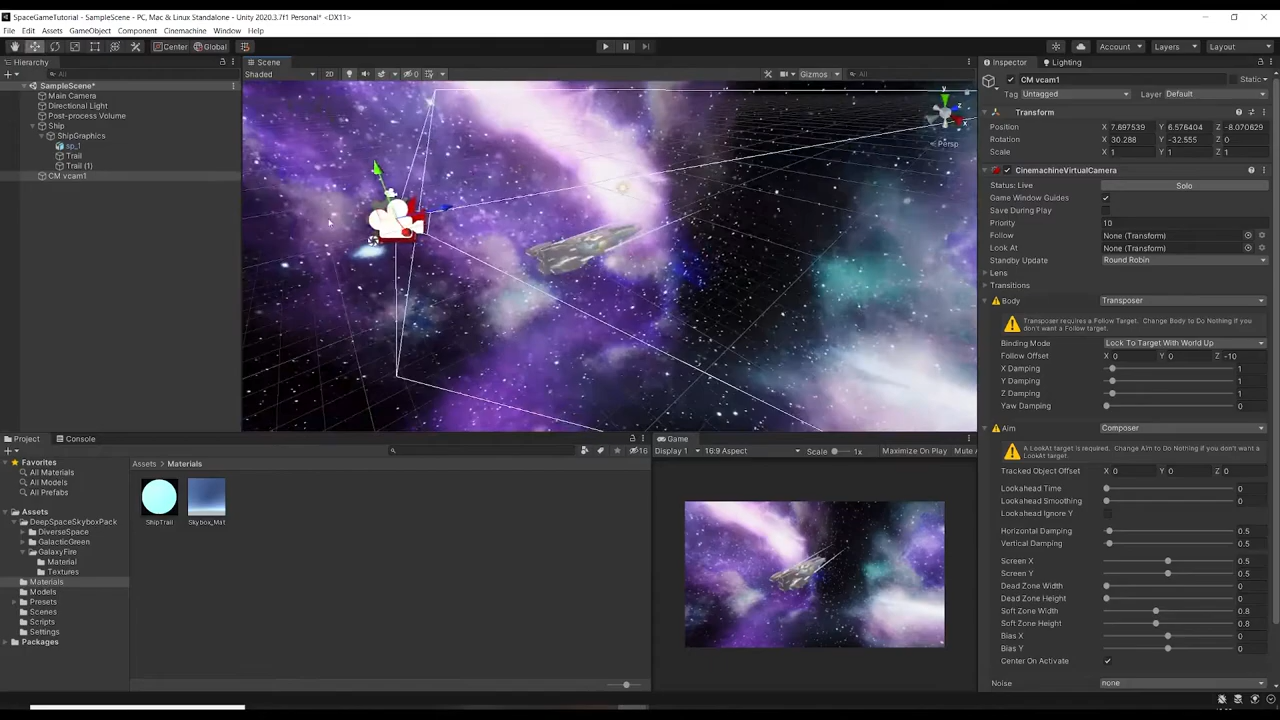 SpaceGameTutorial - SampleScene - PC, Mac & Linux Standalone - Unity 2020.3.7f1 Personal* <DX11>
File Edit Assets GameObject Component Cinemachine Window Help
Center Global Account Layers Layout
Hierarchy
All
SampleScene*
Main Camera
Directional Light
Post-process Volume
Ship
ShipGraphics
sp_1
Trail
Trail (1)
CM vcam1
Scene
Shaded 2D 0 Gizmos All
y
z
Persp
Project Console
16
Favorites
All Materials
All Models
All Prefabs
Assets
DeepSpaceSkyboxPack
DiverseSpace
GalacticGreen
GalaxyFire
Material
Textures
Materials
Models
Presets
Scenes
Scripts
Settings
Packages
Assets > Materials
ShipTrail Skybox_Mat
Game
Display 1 16:9 Aspect Scale 1x Maximize On Play Mute A
Inspector Lighting
CM vcam1 Static
Tag Untagged Layer Default
Transform
Position X 7.897539 Y 6.576404 Z -8.070629
Rotation X 30.288 Y -32.555 Z 0
Scale X 1 Y 1 Z 1
CinemachineVirtualCamera
Status: Live Solo
Game Window Guides
Save During Play
Priority 10
Follow None (Transform)
Look At None (Transform)
Standby Update Round Robin
Lens
Transitions
Body Transposer
Transposer requires a Follow Target. Change Body to Do Nothing if you
don't want a Follow target.
Binding Mode Lock To Target With World Up
Follow Offset X 0 Y 0 Z -10
X Damping 1
Y Damping 1
Z Damping 1
Yaw Damping 0
Aim Composer
A LookAt target is required. Change Aim to Do Nothing if you don't want a
LookAt target.
Tracked Object Offset X 0 Y 0 Z 0
Lookahead Time 0
Lookahead Smoothing 0
Lookahead Ignore Y
Horizontal Damping 0.5
Vertical Damping 0.5
Screen X 0.5
Screen Y 0.5
Dead Zone Width 0
Dead Zone Height 0
Soft Zone Width 0.8
Soft Zone Height 0.8
Bias X 0
Bias Y 0
Center On Activate
Noise none